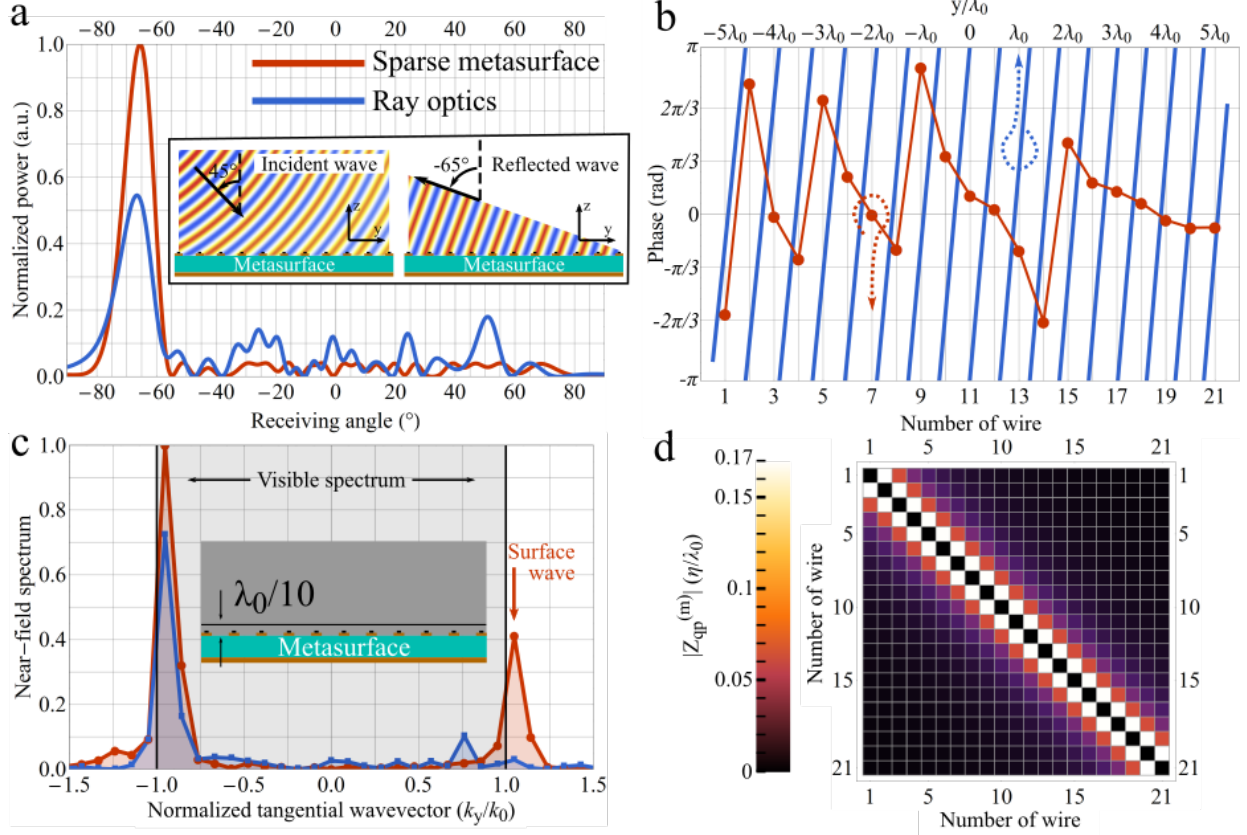 a
−80 −60 −40 −20 0 20 40 60 80
1.0
0.8
0.6
0.4
0.2
0.0
Normalized power (a.u.)
Sparse metasurface
Ray optics
45°
Incident wave
z
y
Metasurface
-65°
Reflected wave
z
y
Metasurface
−80 −60 −40 −20 0 20 40 60 80
Receiving angle (°)
b
y/λ0
−5λ0 −4λ0 −3λ0 −2λ0 −λ0 0 λ0 2λ0 3λ0 4λ0 5λ0
π
2π/3
π/3
0
-π/3
-2π/3
-π
Phase (rad)
1 3 5 7 9 11 13 15 17 19 21
Number of wire
c
1.0
0.8
0.6
0.4
0.2
0.0
Near−field spectrum
Visible spectrum
Surface
wave
λ0/10
Metasurface
−1.5 −1.0 −0.5 0.0 0.5 1.0 1.5
Normalized tangential wavevector (ky/k0)
d
0.17
0.15
0.1
0.05
0
|Zqp(m)| (η/λ0)
1 5 10 15 21
1
5
10
15
21
Number of wire
1
5
10
15
21
Number of wire
1 5 10 15 21
Number of wire